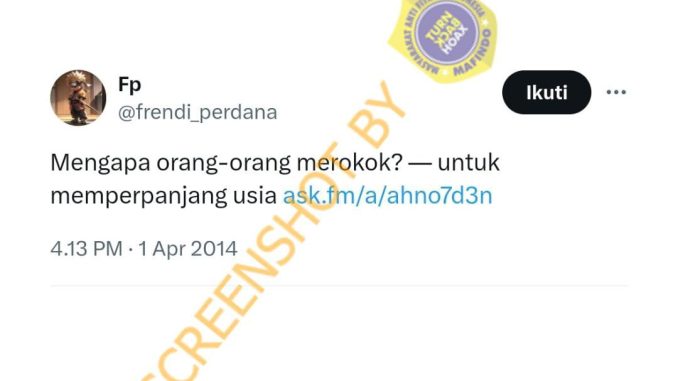 MASYARAKAT ANTI FITNAH INDONESIA
TURN
BACK
HOAX
MAFINDO
Fp
@frendi_perdana
Ikuti
Mengapa orang-orang merokok? — untuk
memperpanjang usia ask.fm/a/ahno7d3n
4.13 PM · 1 Apr 2014
SCREENSHOT BY